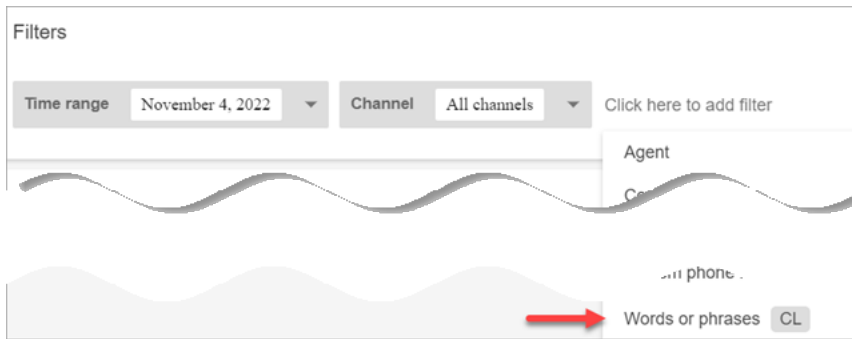 Filters
Time range November 4, 2022 Channel All channels Click here to add filter
Agent
phone
Words or phrases CL